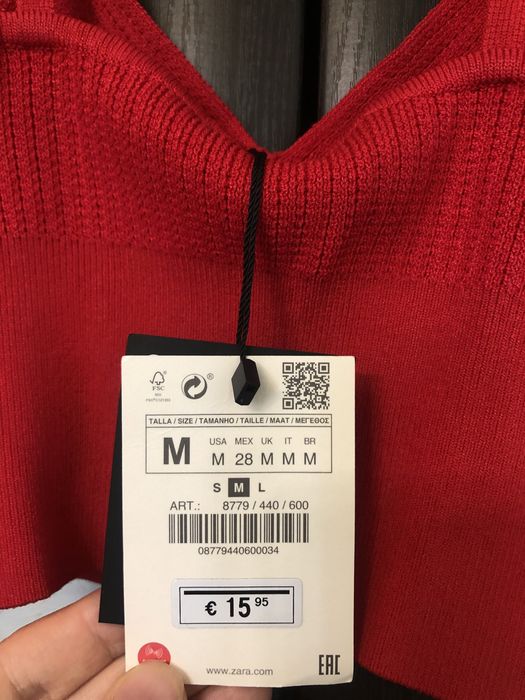 FSC
TALLA / SIZE / TAMANHO / TAILLE / MAAT / ΜΕΓΕΘΟΣ
M
USA MEX UK IT BR
M 28 M M M
S M L
ART.: 8779 / 440 / 600
08779440600034
€ 15 95
www.zara.com
EAC